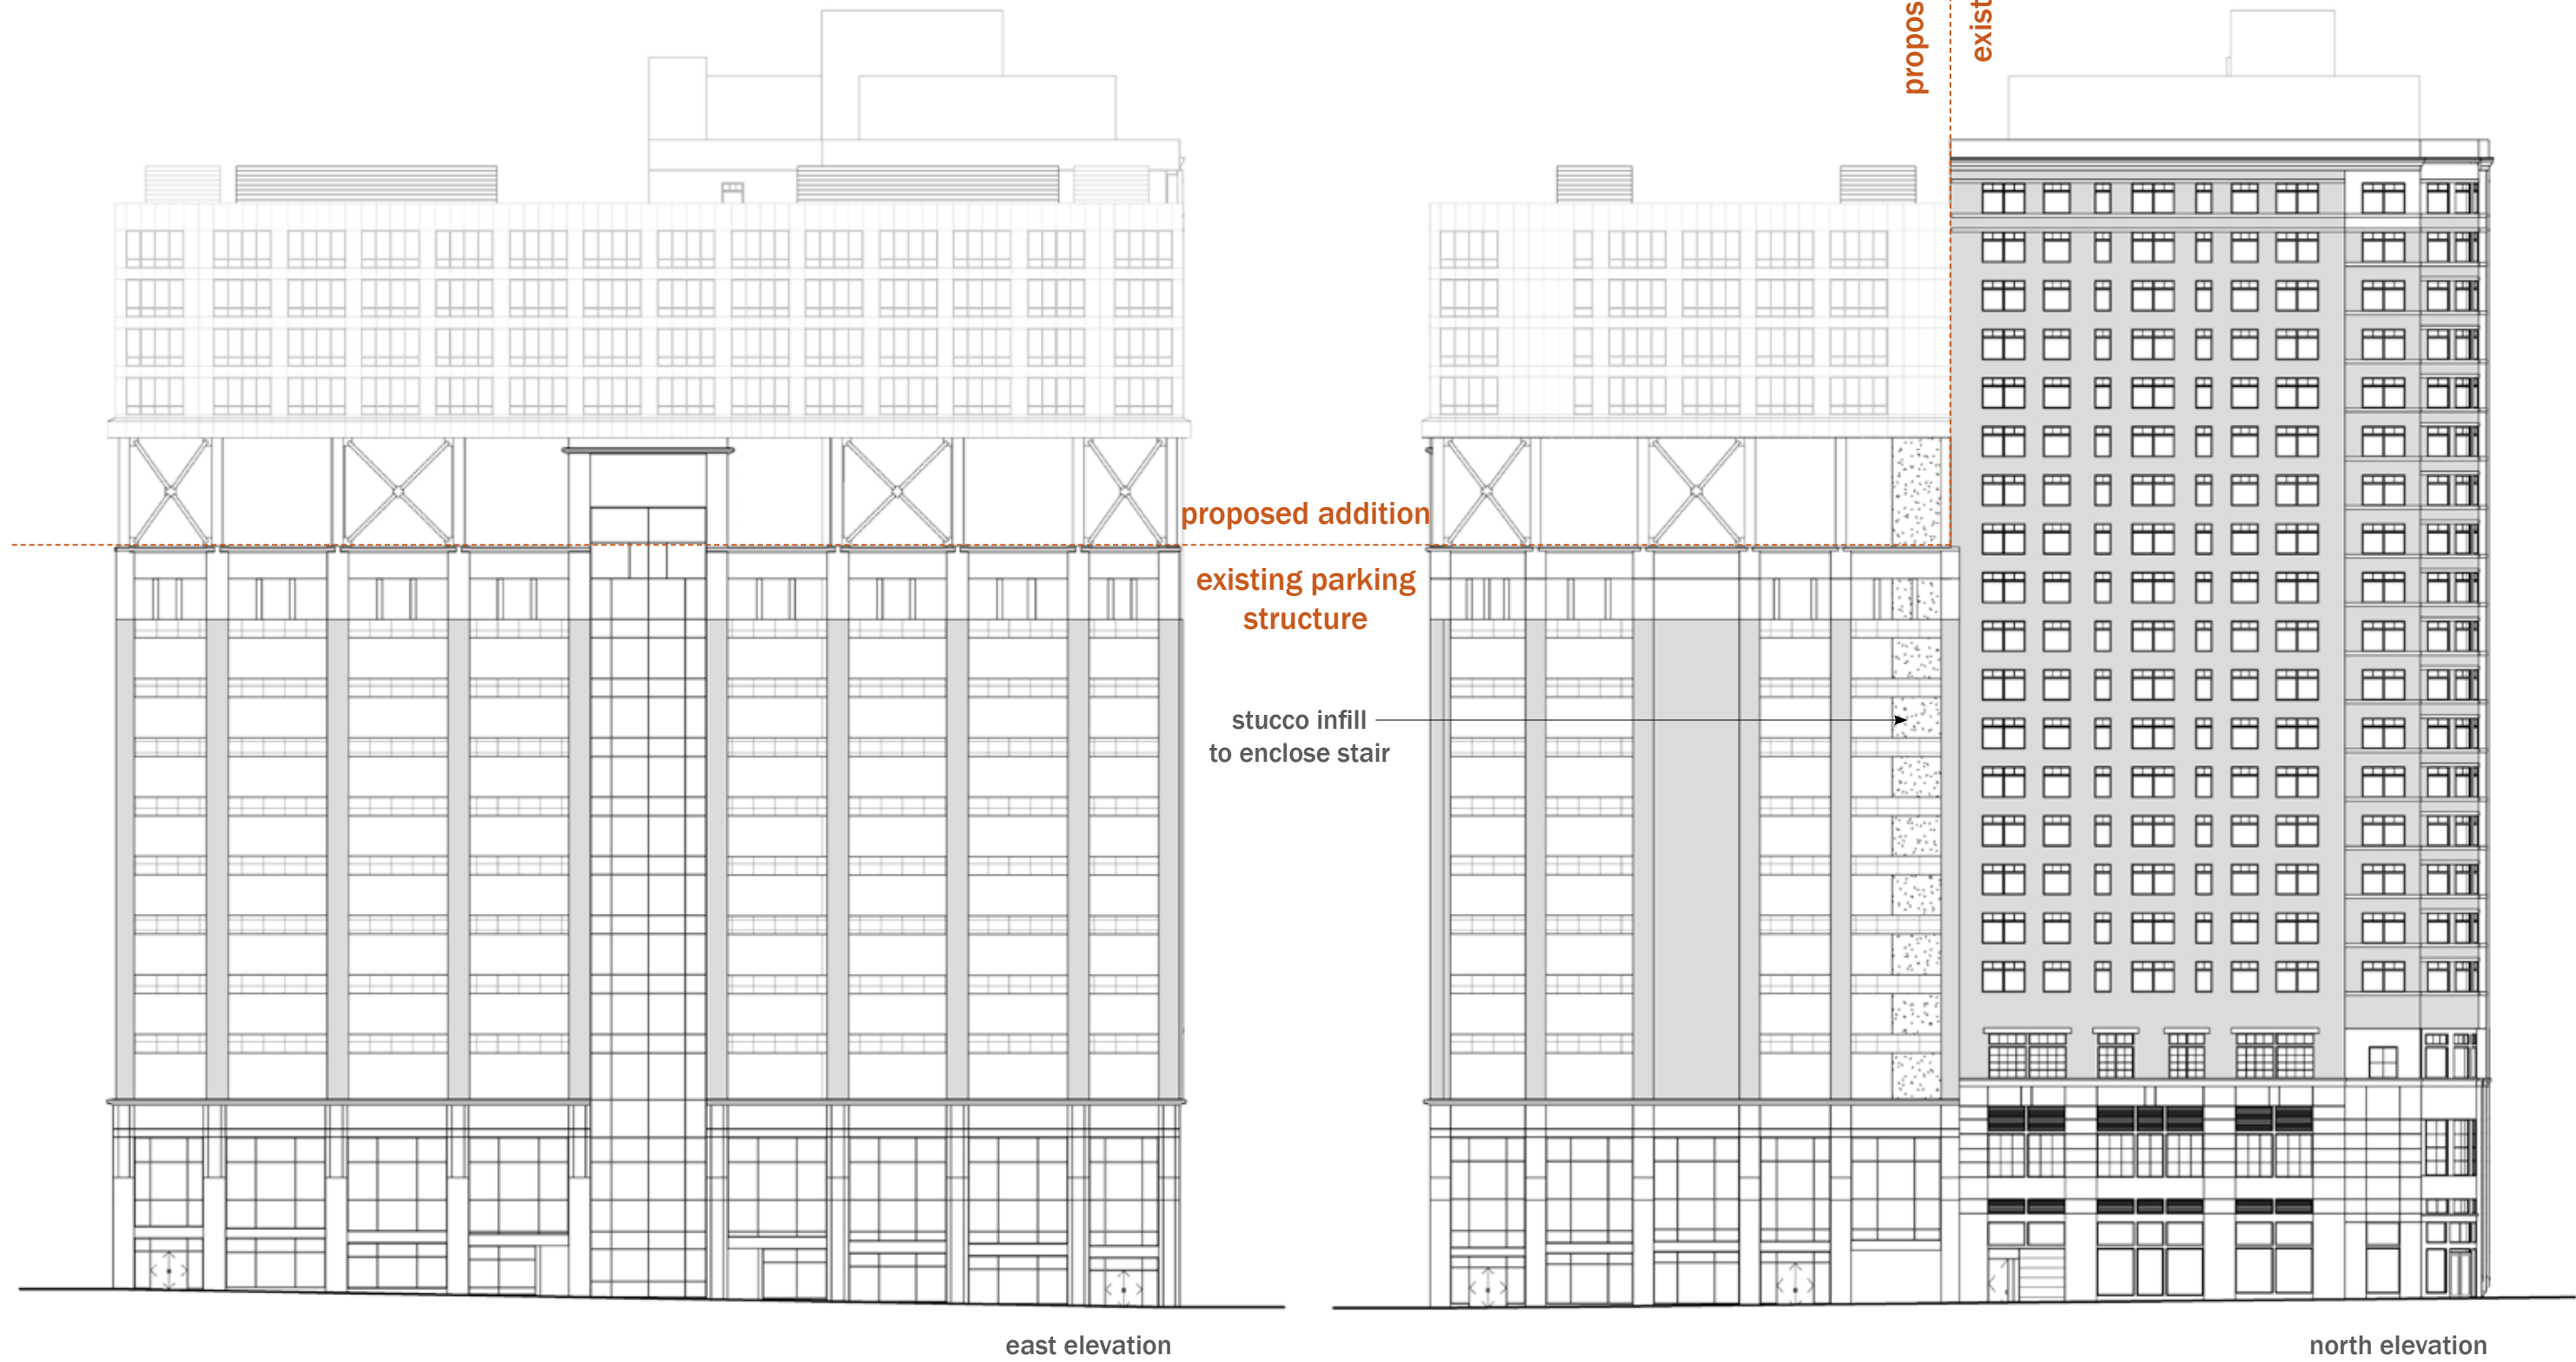 propos
exist
proposed addition
existing parking
structure
stucco infill
to enclose stair
east elevation
north elevation